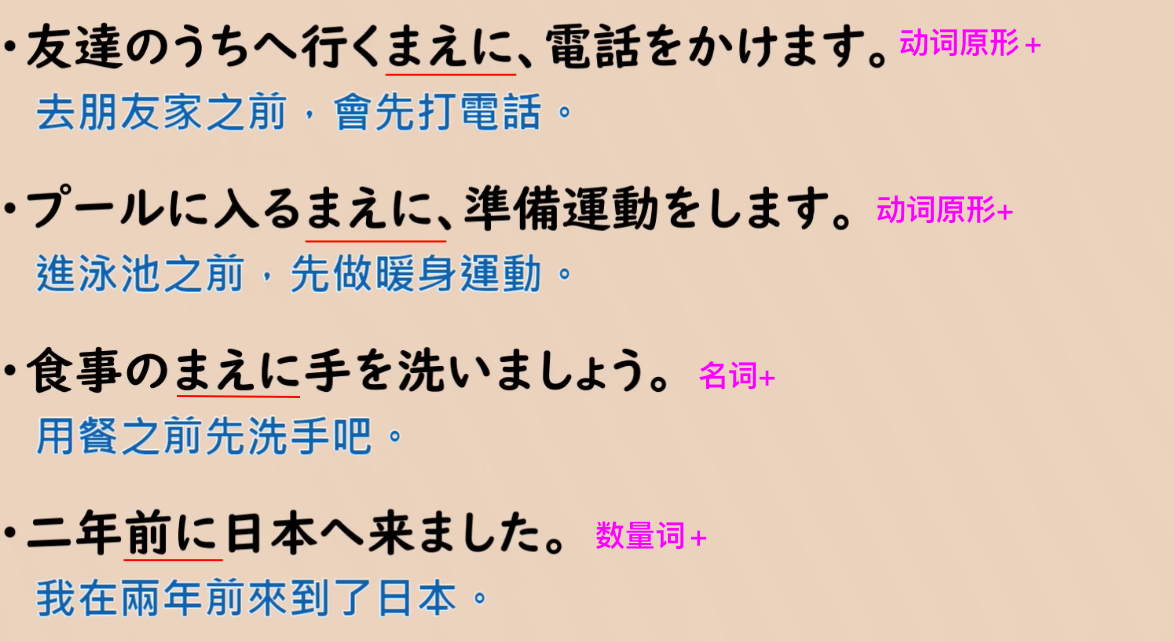 ・友達のうちへ行くまえに、電話をかけます。 动词原形+
去朋友家之前，會先打電話。
・プールに入るまえに、準備運動をします。 动词原形+
進泳池之前，先做暖身運動。
・食事のまえに手を洗いましょう。 名词+
用餐之前先洗手吧。
・二年前に日本へ来ました。 数量词+
我在兩年前來到了日本。